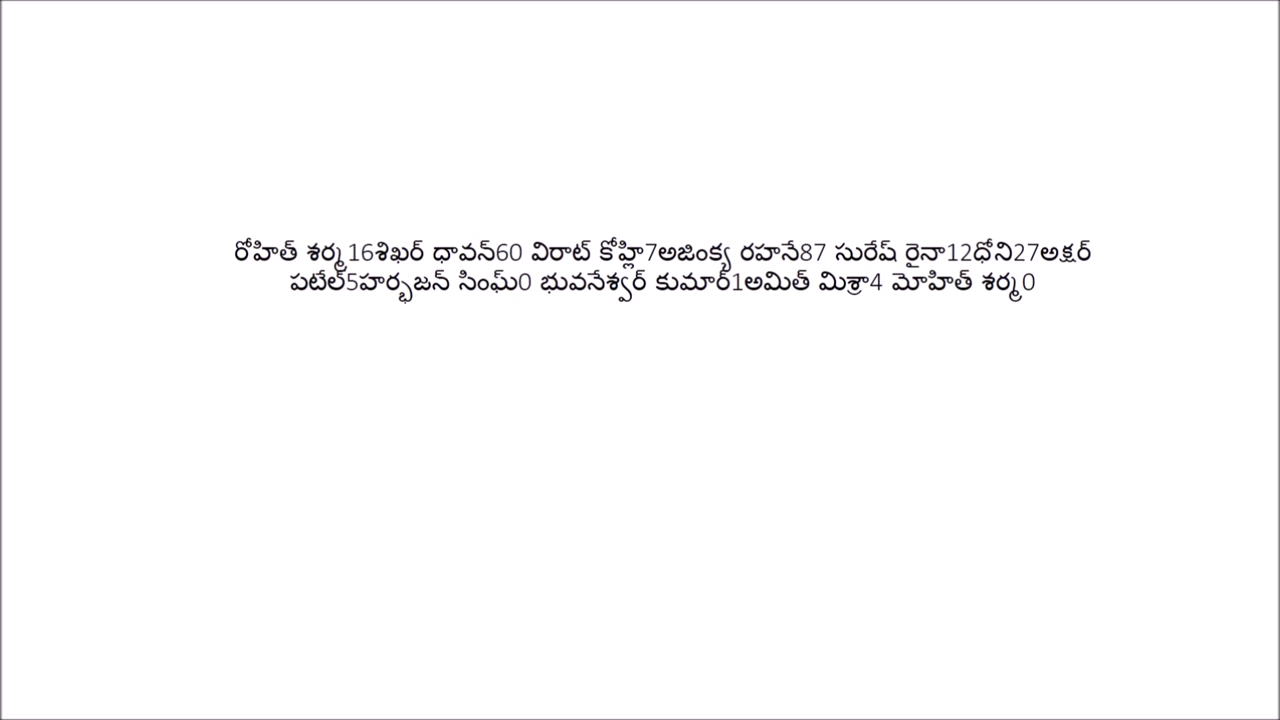 రోహిత్ శర్మ16శిఖర్ ధావన్60 విరాట్ కోహ్లి7అజింక్య రహనే87 సురేష్ రైనా12ధోని27అక్షర్
పటేల్5హర్భజన్ సింఘ్0 భువనేశ్వర్ కుమార్1అమిత్ మిశ్రా4 మోహిత్ శర్మ0